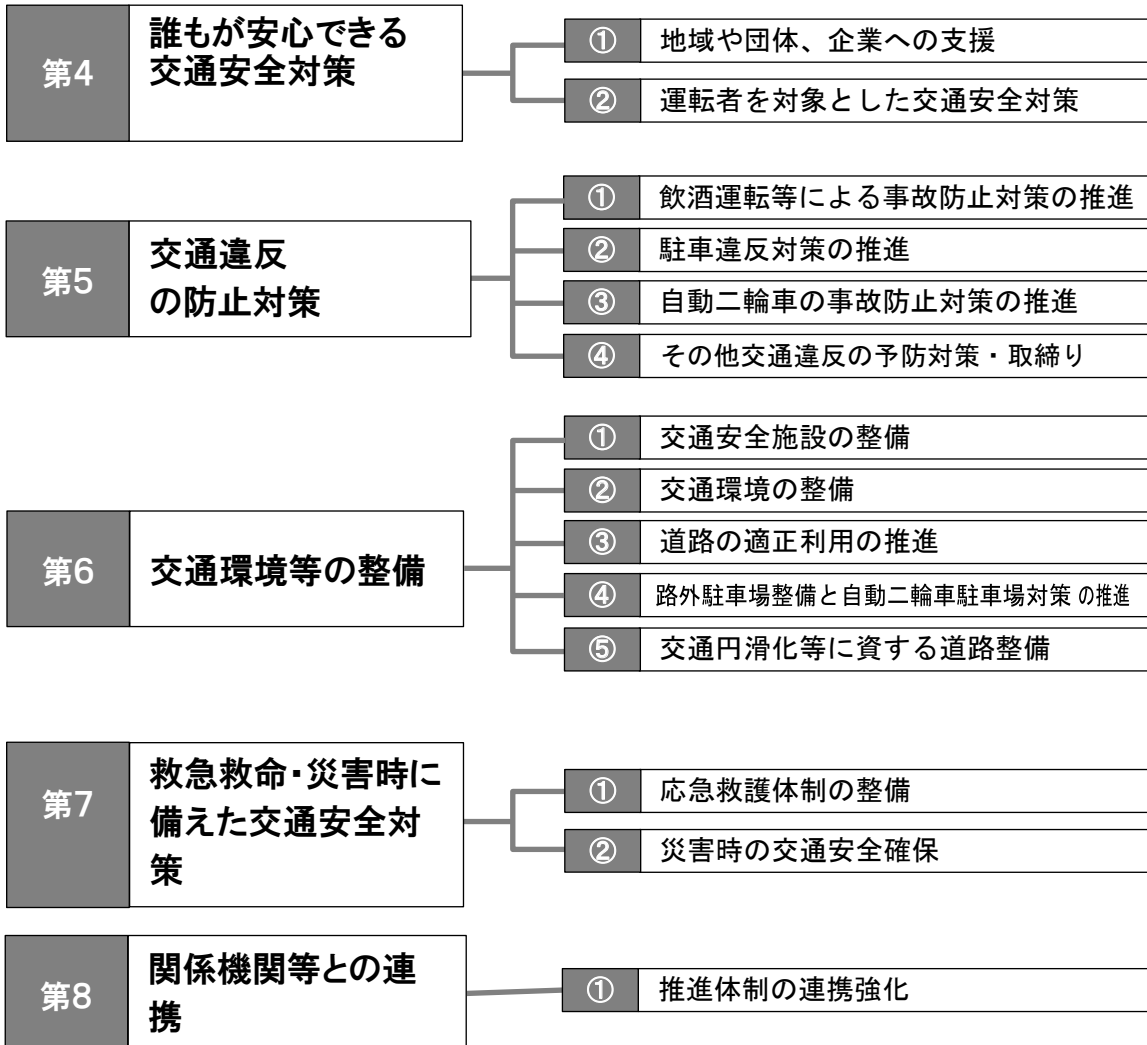 第4
誰もが安心できる
交通安全対策
① 地域や団体、企業への支援
② 運転者を対象とした交通安全対策
第5
交通違反
の防止対策
① 飲酒運転等による事故防止対策の推進
② 駐車違反対策の推進
③ 自動二輪車の事故防止対策の推進
④ その他交通違反の予防対策・取締り
第6
交通環境等の整備
① 交通安全施設の整備
② 交通環境の整備
③ 道路の適正利用の推進
④ 路外駐車場整備と自動二輪車駐車場対策 の推進
⑤ 交通円滑化等に資する道路整備
第7
救急救命・災害時に
備えた交通安全対
策
① 応急救護体制の整備
② 災害時の交通安全確保
第8
関係機関等との連
携
① 推進体制の連携強化